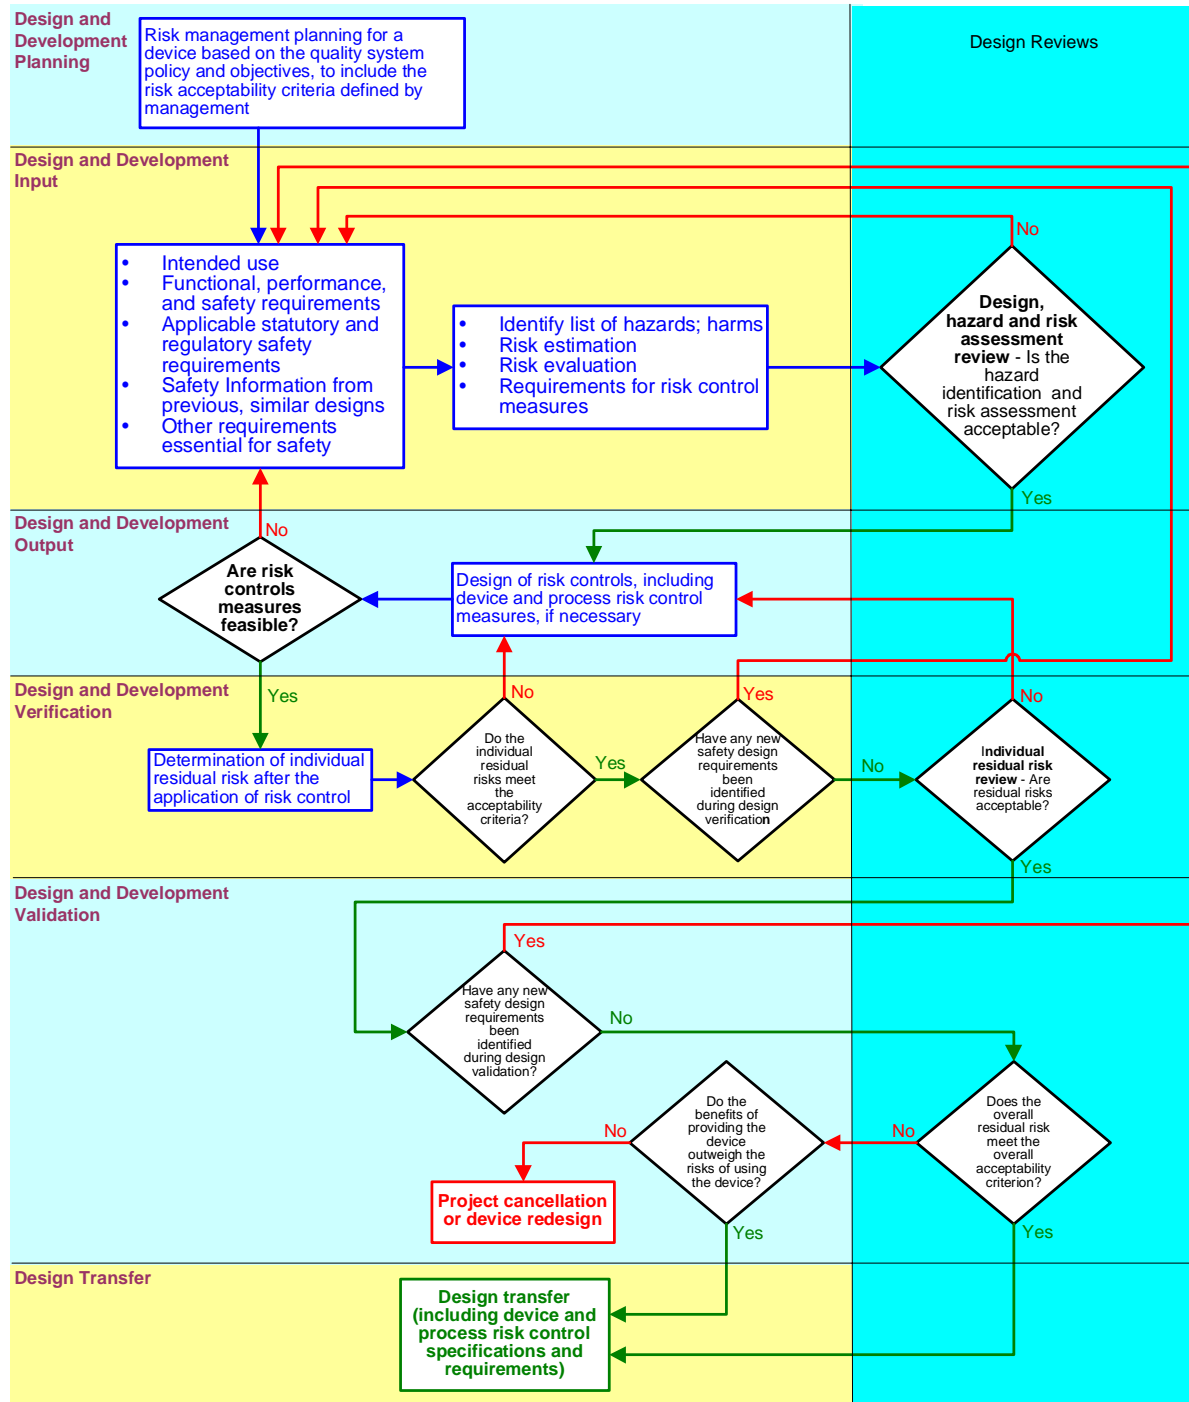 Design and
Development
Planning
Risk management planning for a
device based on the quality system
policy and objectives, to include the
risk acceptability criteria defined by
management
Design Reviews
Design and Development
Input
No
• Intended use
• Functional, performance,
and safety requirements
• Applicable statutory and
regulatory safety
requirements
• Safety Information from
previous, similar designs
• Other requirements
essential for safety
• Identify list of hazards; harms
• Risk estimation
• Risk evaluation
• Requirements for risk control
measures
Design,
hazard and risk
assessment
review - Is the
hazard
identification and
risk assessment
acceptable?
Yes
Design and Development
Output
No
Are risk
controls
measures
feasible?
Design of risk controls, including
device and process risk control
measures, if necessary
Yes
Design and Development
Verification
No
Yes
No
Determination of individual
residual risk after the
application of risk control
Do the
individual
residual
risks meet
the
acceptability
criteria?
Yes
Have any new
safety design
requirements
been
identified
during design
verification
No
Individual
residual risk
review - Are
residual risks
acceptable?
Yes
Design and Development
Validation
Yes
Have any new
safety design
requirements
been
identified
during design
validation?
No
Do the
benefits of
providing the
device
outweigh the
risks of using
the device?
No
No
Does the
overall
residual risk
meet the
overall
acceptability
criterion?
Project cancellation
or device redesign
Yes
Yes
Design Transfer
Design transfer
(including device and
process risk control
specifications and
requirements)